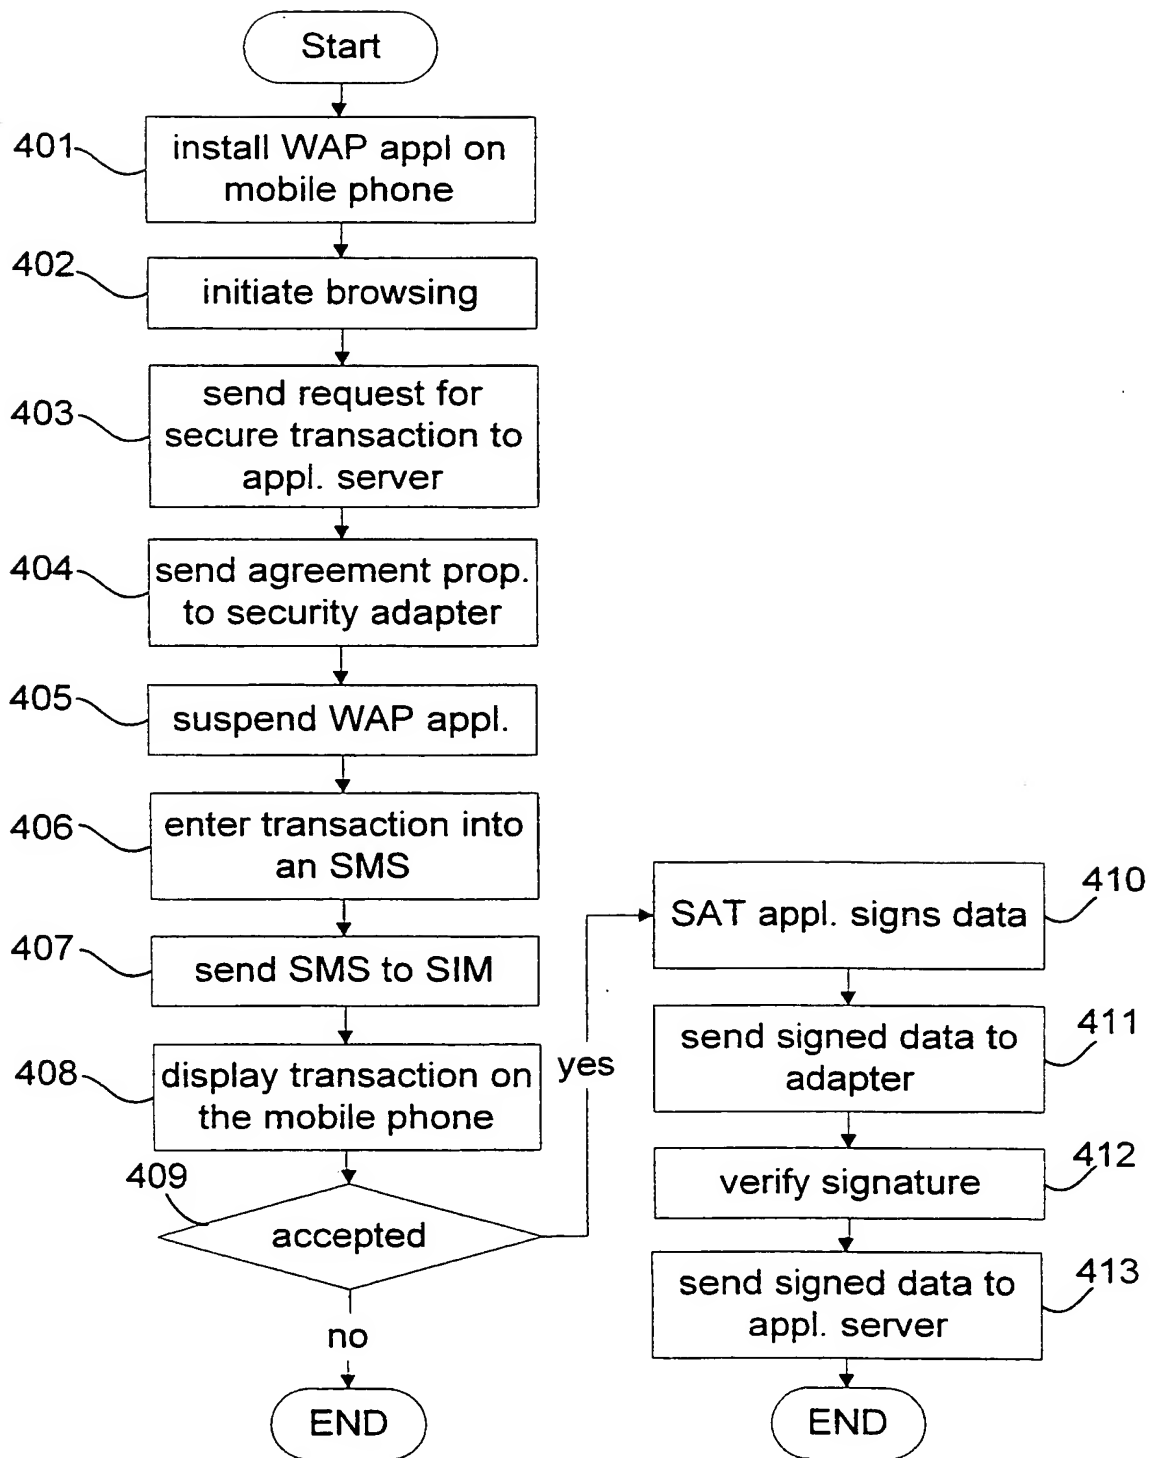 Start
401
install WAP appl on
mobile phone
402
initiate browsing
403
send request for
secure transaction to
appl. server
404
send agreement prop.
to security adapter
405
suspend WAP appl.
406
enter transaction into
an SMS
407
send SMS to SIM
408
display transaction on
the mobile phone
409
accepted
no
END
yes
410
SAT appl. signs data
411
send signed data to
adapter
412
verify signature
413
send signed data to
appl. server
END